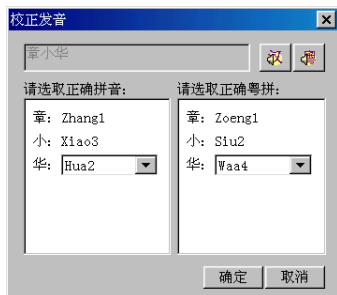 校正发音
章小华
请选取正确拼音: 请选取正确粤拼:
章: Zhang1 章: Zoeng1
小: Xiao3 小: Siu2
华: Hua2 华: Waa4
确定 取消